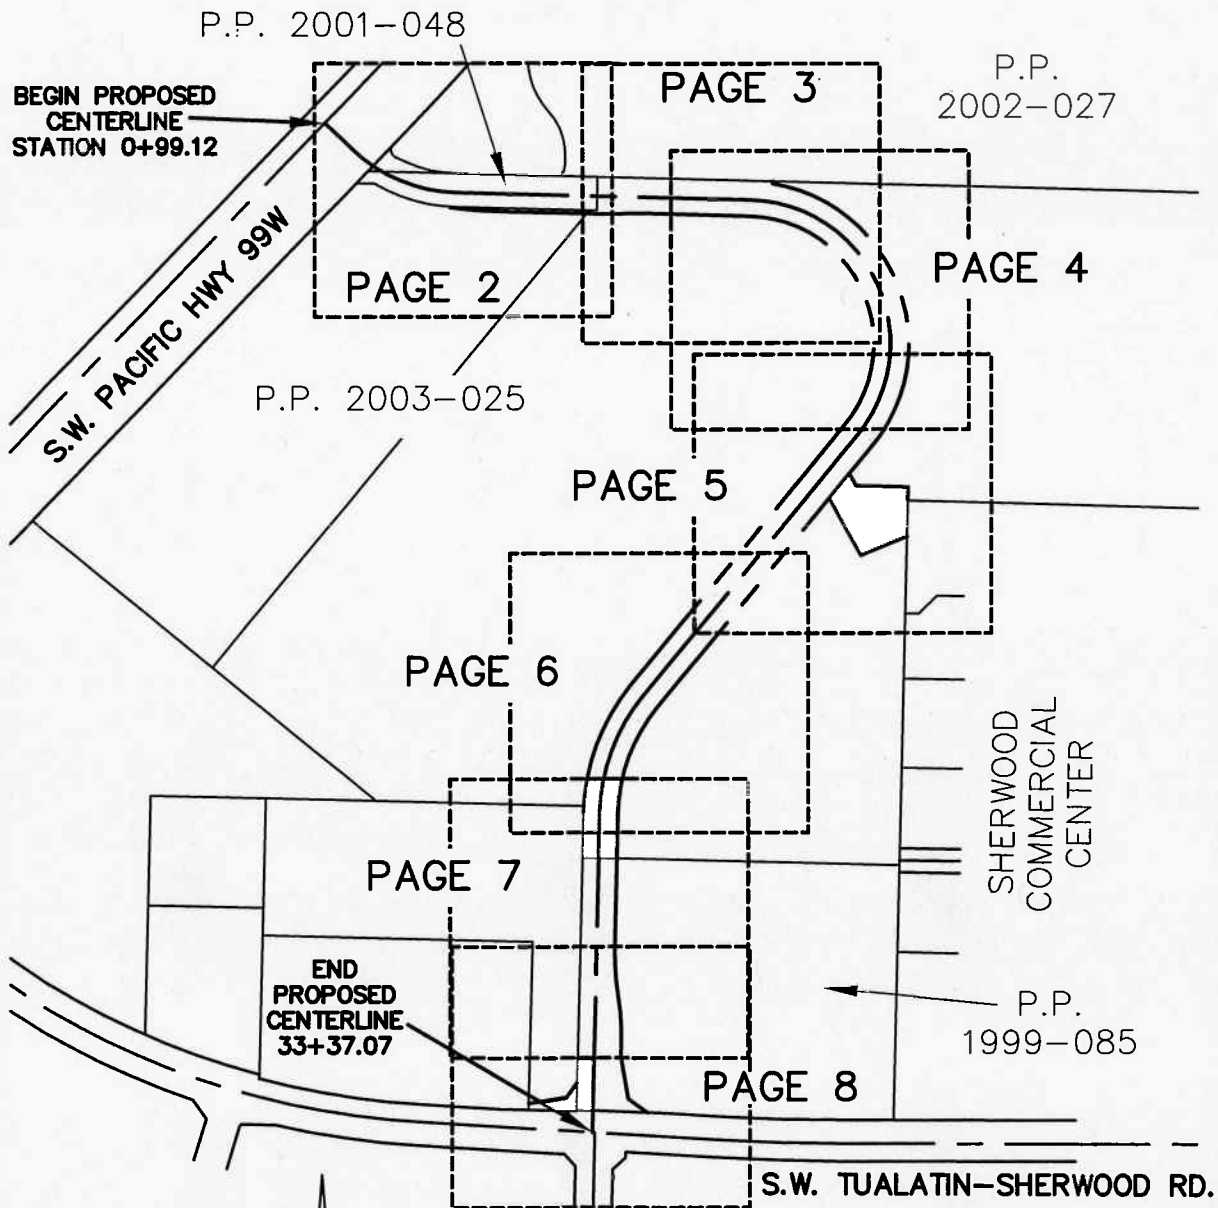 P.P. 2001-048
BEGIN PROPOSED
CENTERLINE
STATION 0+99.12
PAGE 3
P.P.
2002-027
PAGE 2
PAGE 4
S.W. PACIFIC HWY 99W
P.P. 2003-025
PAGE 5
PAGE 6
SHERWOOD
COMMERCIAL
CENTER
PAGE 7
END
PROPOSED
CENTERLINE
33+37.07
P.P.
1999-085
PAGE 8
S.W. TUALATIN-SHERWOOD RD.